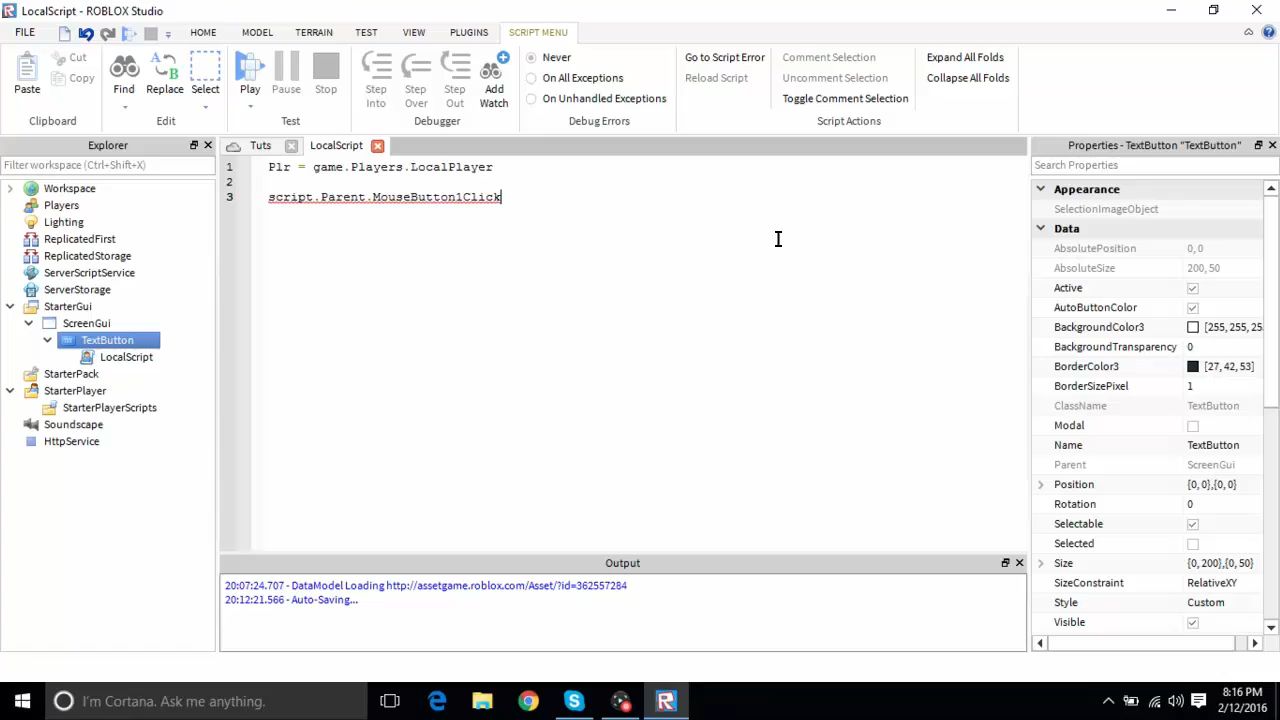 LocalScript - ROBLOX Studio
FILE HOME MODEL TERRAIN TEST VIEW PLUGINS SCRIPT MENU
Paste
Cut
Copy
Clipboard
Find
Replace
Select
Edit
Play
Pause
Stop
Test
Step Into
Step Over
Step Out
Add Watch
Debugger
Never
On All Exceptions
On Unhandled Exceptions
Debug Errors
Go to Script Error
Reload Script
Comment Selection
Uncomment Selection
Toggle Comment Selection
Script Actions
Expand All Folds
Collapse All Folds
Explorer
Filter workspace (Ctrl+Shift+X)
Workspace
Players
Lighting
ReplicatedFirst
ReplicatedStorage
ServerScriptService
ServerStorage
StarterGui
ScreenGui
TextButton
LocalScript
StarterPack
StarterPlayer
StarterPlayerScripts
Soundscape
HttpService
Tuts LocalScript
1 Plr = game.Players.LocalPlayer
2
3 script.Parent.MouseButton1Click
Output
20:07:24.707 - DataModel Loading http://assetgame.roblox.com/Asset/?id=362557284
20:12:21.566 - Auto-Saving...
Properties - TextButton "TextButton"
Search Properties
Appearance
SelectionImageObject
Data
AbsolutePosition 0, 0
AbsoluteSize 200, 50
Active
AutoButtonColor
BackgroundColor3 [255, 255, 25
BackgroundTransparency 0
BorderColor3 [27, 42, 53]
BorderSizePixel 1
ClassName TextButton
Modal
Name TextButton
Parent ScreenGui
Position {0, 0},{0, 0}
Rotation 0
Selectable
Selected
Size {0, 200},{0, 50}
SizeConstraint RelativeXY
Style Custom
Visible
I'm Cortana. Ask me anything.
8:16 PM
2/12/2016